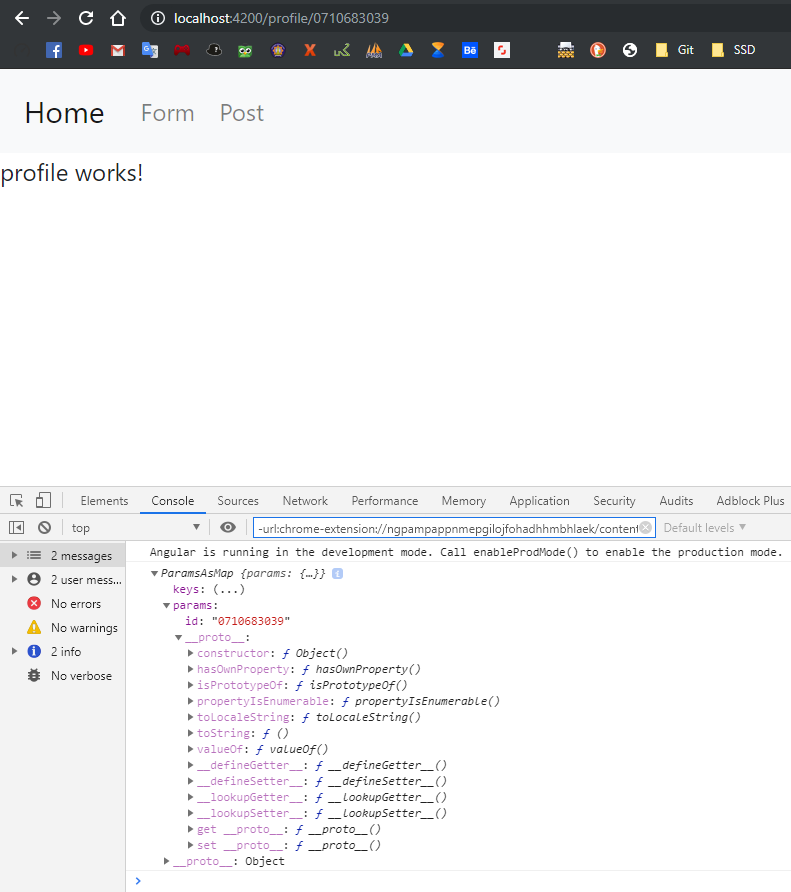 localhost:4200/profile/0710683039
Git SSD
Home Form Post
profile works!
Elements Console Sources Network Performance Memory Application Security Audits Adblock Plus
top -url:chrome-extension://ngpampappnmepgilojfohadhhmbhlaek/content Default levels ▼
2 messages
2 user mess...
No errors
No warnings
2 info
No verbose
Angular is running in the development mode. Call enableProdMode() to enable the production mode.
ParamsAsMap {params: {…}}
keys: (...)
params:
id: "0710683039"
__proto__:
constructor: ƒ Object()
hasOwnProperty: ƒ hasOwnProperty()
isPrototypeOf: ƒ isPrototypeOf()
propertyIsEnumerable: ƒ propertyIsEnumerable()
toLocaleString: ƒ toLocaleString()
toString: ƒ ()
valueOf: ƒ valueOf()
__defineGetter__: ƒ __defineGetter__()
__defineSetter__: ƒ __defineSetter__()
__lookupGetter__: ƒ __lookupGetter__()
__lookupSetter__: ƒ __lookupSetter__()
get __proto__: ƒ __proto__()
set __proto__: ƒ __proto__()
__proto__: Object